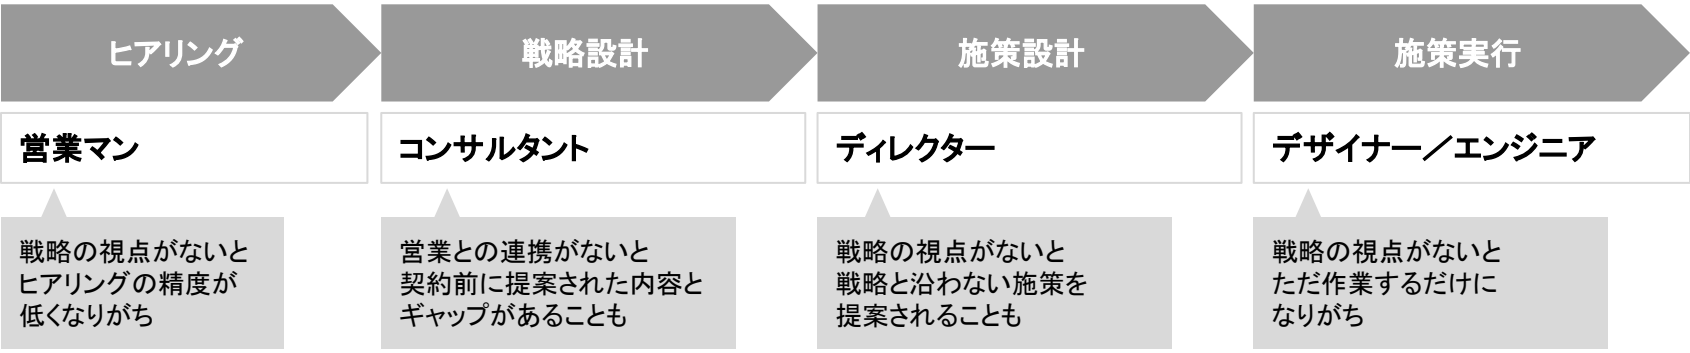 ヒアリング
戦略設計
施策設計
施策実行
営業マン
コンサルタント
ディレクター
デザイナー／エンジニア
戦略の視点がないと
ヒアリングの精度が
低くなりがち
営業との連携がないと
契約前に提案された内容と
ギャップがあることも
戦略の視点がないと
戦略と沿わない施策を
提案されることも
戦略の視点がないと
ただ作業するだけに
なりがち